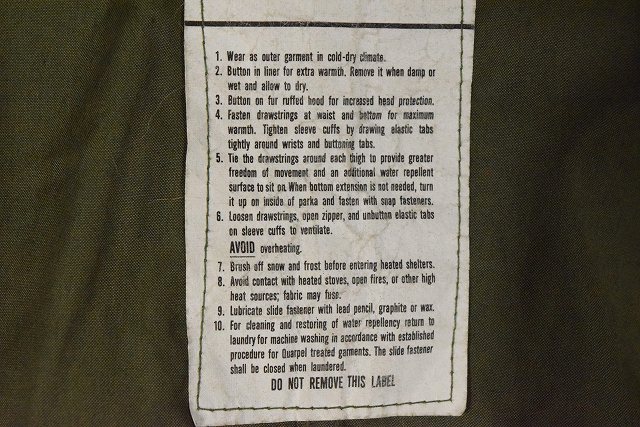 1. Wear as outer garment in cold-dry climate.
2. Button in liner for extra warmth. Remove it when damp or
wet and allow to dry.
3. Button on fur ruffed hood for increased head protection.
4. Fasten drawstrings at waist and bottom for maximum
warmth. Tighten sleeve cuffs by drawing elastic tabs
tightly around wrists and buttoning tabs.
5. Tie the drawstrings around each thigh to provide greater
freedom of movement and an additional water repellent
surface to sit on. When bottom extension is not needed, turn
it up on inside of parka and fasten with snap fasteners.
6. Loosen drawstrings, open zipper, and unbutton elastic tabs
on sleeve cuffs to ventilate.
AVOID overheating.
7. Brush off snow and frost before entering heated shelters.
8. Avoid contact with heated stoves, open fires, or other high
heat sources; fabric may fuse.
9. Lubricate slide fastener with lead pencil, graphite or wax.
10. For cleaning and restoring of water repellency return to
laundry for machine washing in accordance with established
procedure for Quarpel treated garments. The slide fastener
shall be closed when laundered.
DO NOT REMOVE THIS LABEL